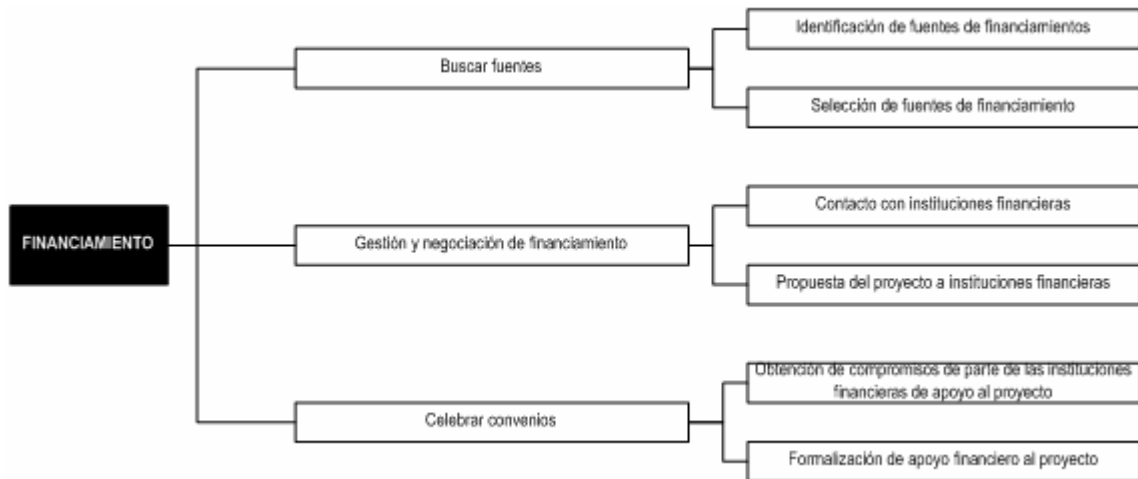 Identificación de fuentes de financiamientos
Buscar fuentes
Selección de fuentes de financiamiento
Contacto con instituciones financieras
FINANCIAMIENTO
Gestión y negociación de financiamiento
Propuesta del proyecto a instituciones financieras
Obtención de compromisos de parte de las instituciones
financieras de apoyo al proyecto
Celebrar convenios
Formalización de apoyo financiero al proyecto